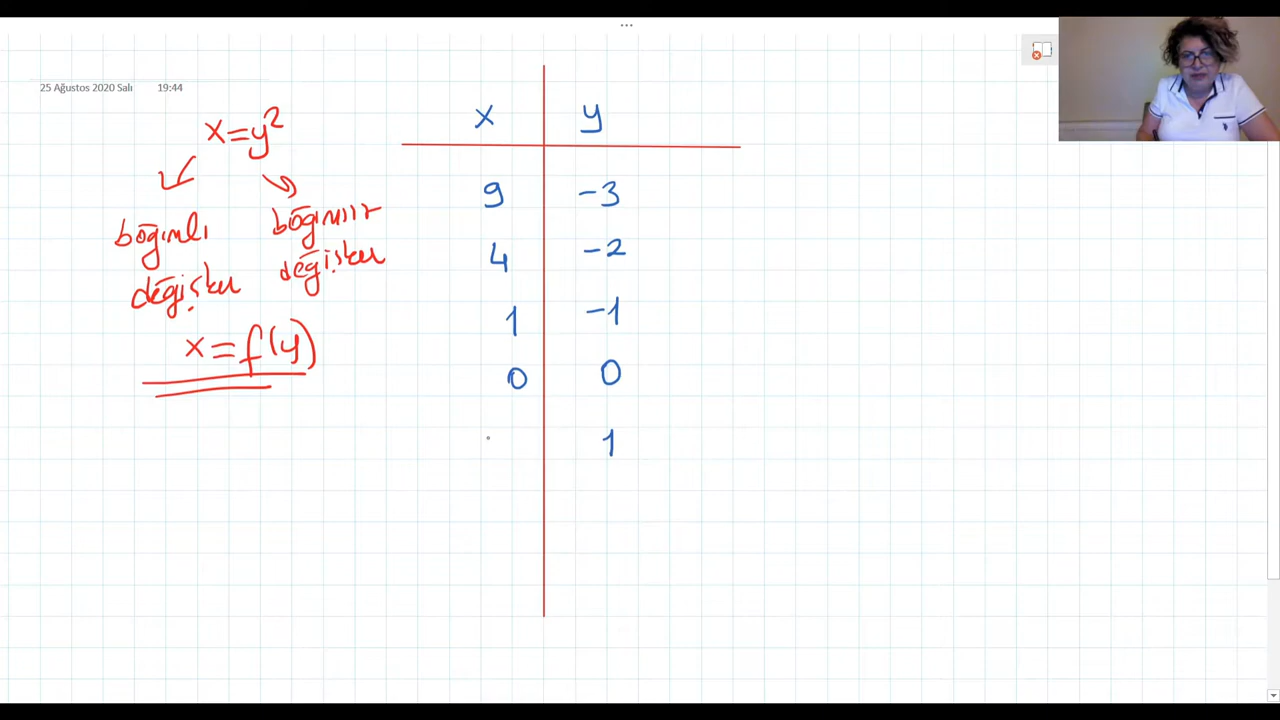 25 Ağustos 2020 Salı 19:44
x=y²
bağımlı
değişken
bağımsız
değişken
x=f(y)
x y
9 -3
4 -2
1 -1
0 0
1